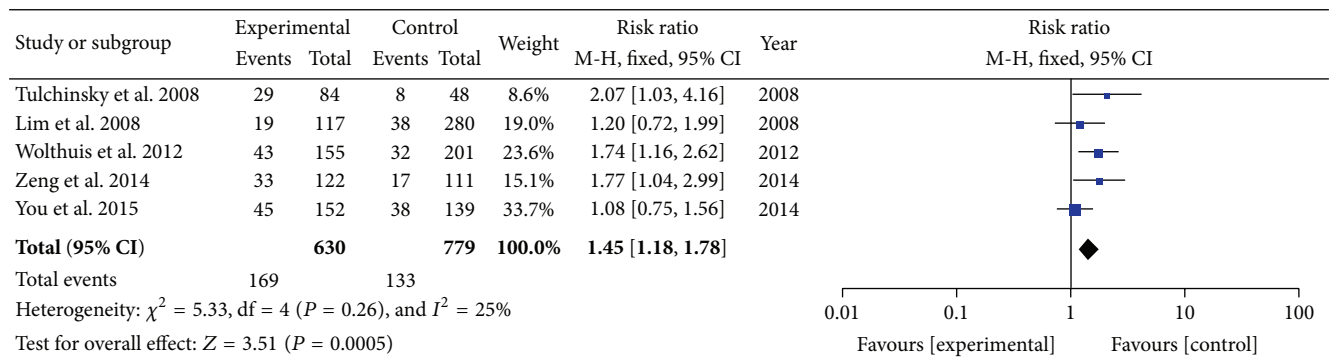 Study or subgroup Experimental Control Weight Risk ratio Year Risk ratio
Events Total Events Total M-H, fixed, 95% CI M-H, fixed, 95% CI
Tulchinsky et al. 2008 29 84 8 48 8.6% 2.07 [1.03, 4.16] 2008
Lim et al. 2008 19 117 38 280 19.0% 1.20 [0.72, 1.99] 2008
Wolthuis et al. 2012 43 155 32 201 23.6% 1.74 [1.16, 2.62] 2012
Zeng et al. 2014 33 122 17 111 15.1% 1.77 [1.04, 2.99] 2014
You et al. 2015 45 152 38 139 33.7% 1.08 [0.75, 1.56] 2014
Total (95% CI) 630 779 100.0% 1.45 [1.18, 1.78]
Total events 169 133
Heterogeneity: χ² = 5.33, df = 4 (P = 0.26), and I² = 25%
Test for overall effect: Z = 3.51 (P = 0.0005)
0.01 0.1 1 10 100
Favours [experimental] Favours [control]